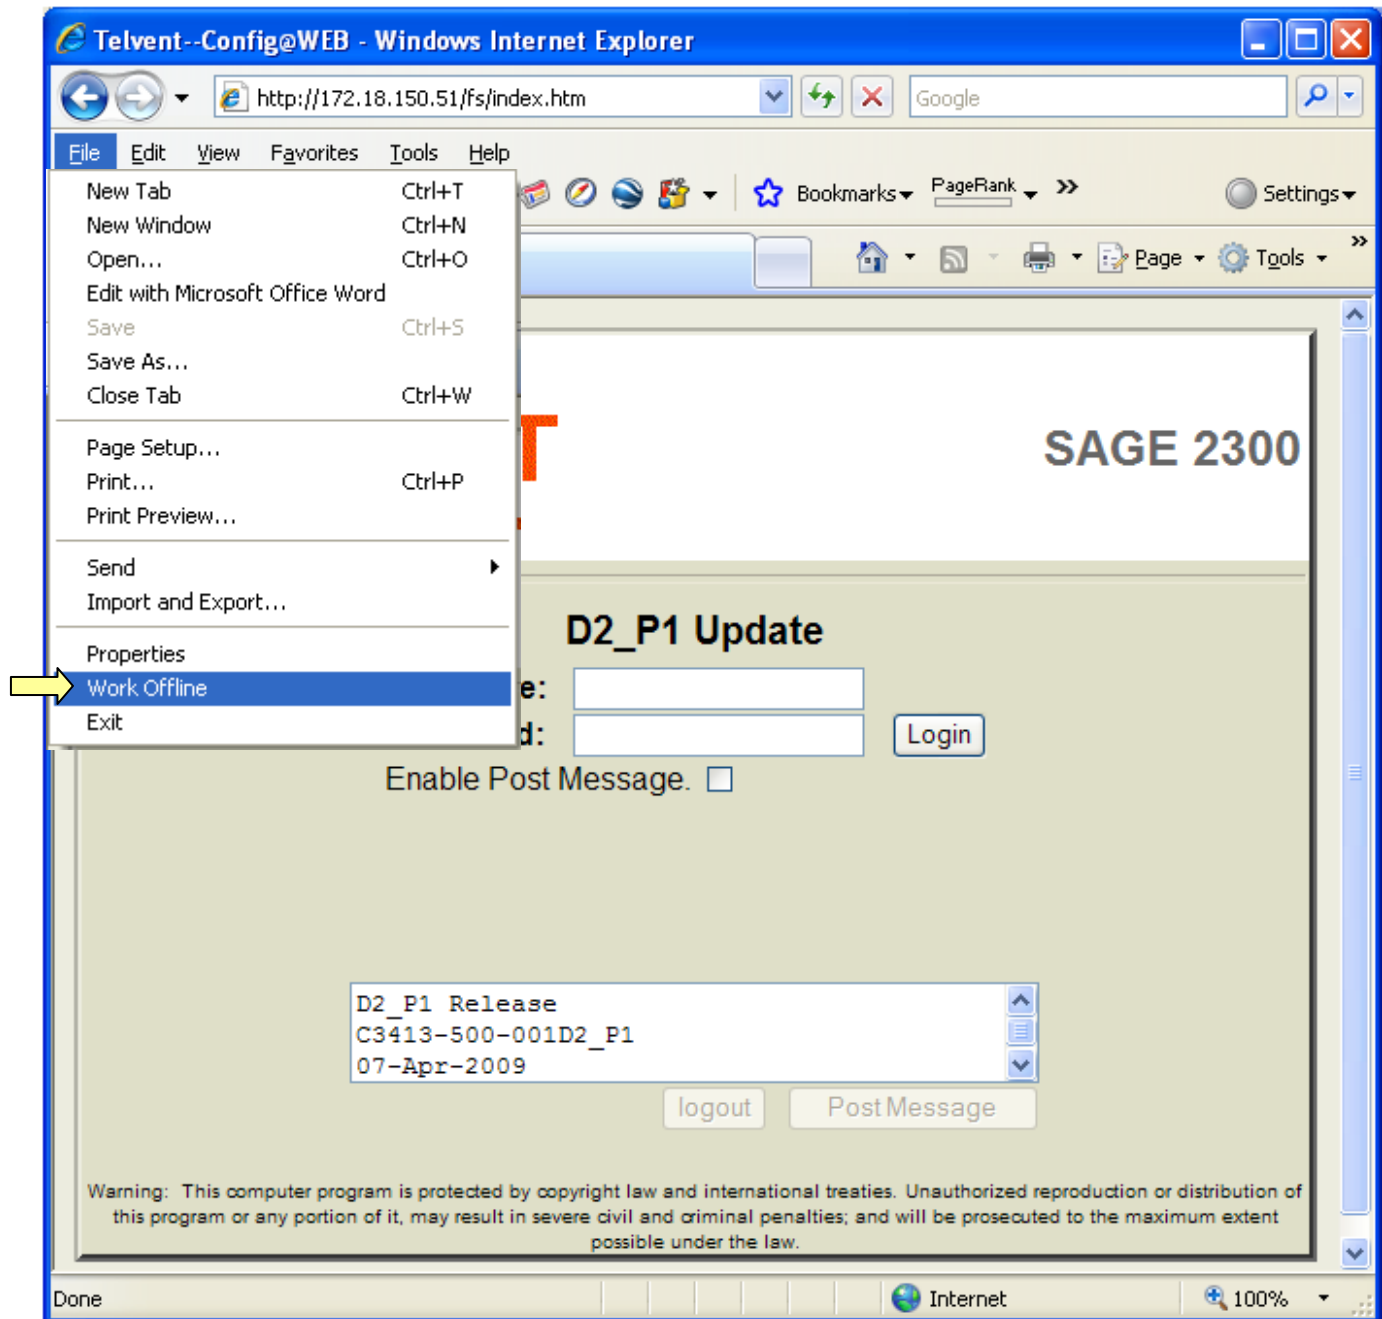 Telvent--Config@WEB - Windows Internet Explorer
http://172.18.150.51/fs/index.htm
Google
File Edit View Favorites Tools Help
New Tab Ctrl+T
New Window Ctrl+N
Open... Ctrl+O
Edit with Microsoft Office Word
Save Ctrl+S
Save As...
Close Tab Ctrl+W
Page Setup...
Print... Ctrl+P
Print Preview...
Send
Import and Export...
Properties
Work Offline
Exit
Bookmarks PageRank >> Settings
Page Tools >>
T SAGE 2300
D2_P1 Update
e:
d: Login
Enable Post Message.
D2_P1 Release
C3413-500-001D2_P1
07-Apr-2009
logout Post Message
Warning: This computer program is protected by copyright law and international treaties. Unauthorized reproduction or distribution of
this program or any portion of it, may result in severe civil and criminal penalties; and will be prosecuted to the maximum extent
possible under the law.
Done Internet 100%